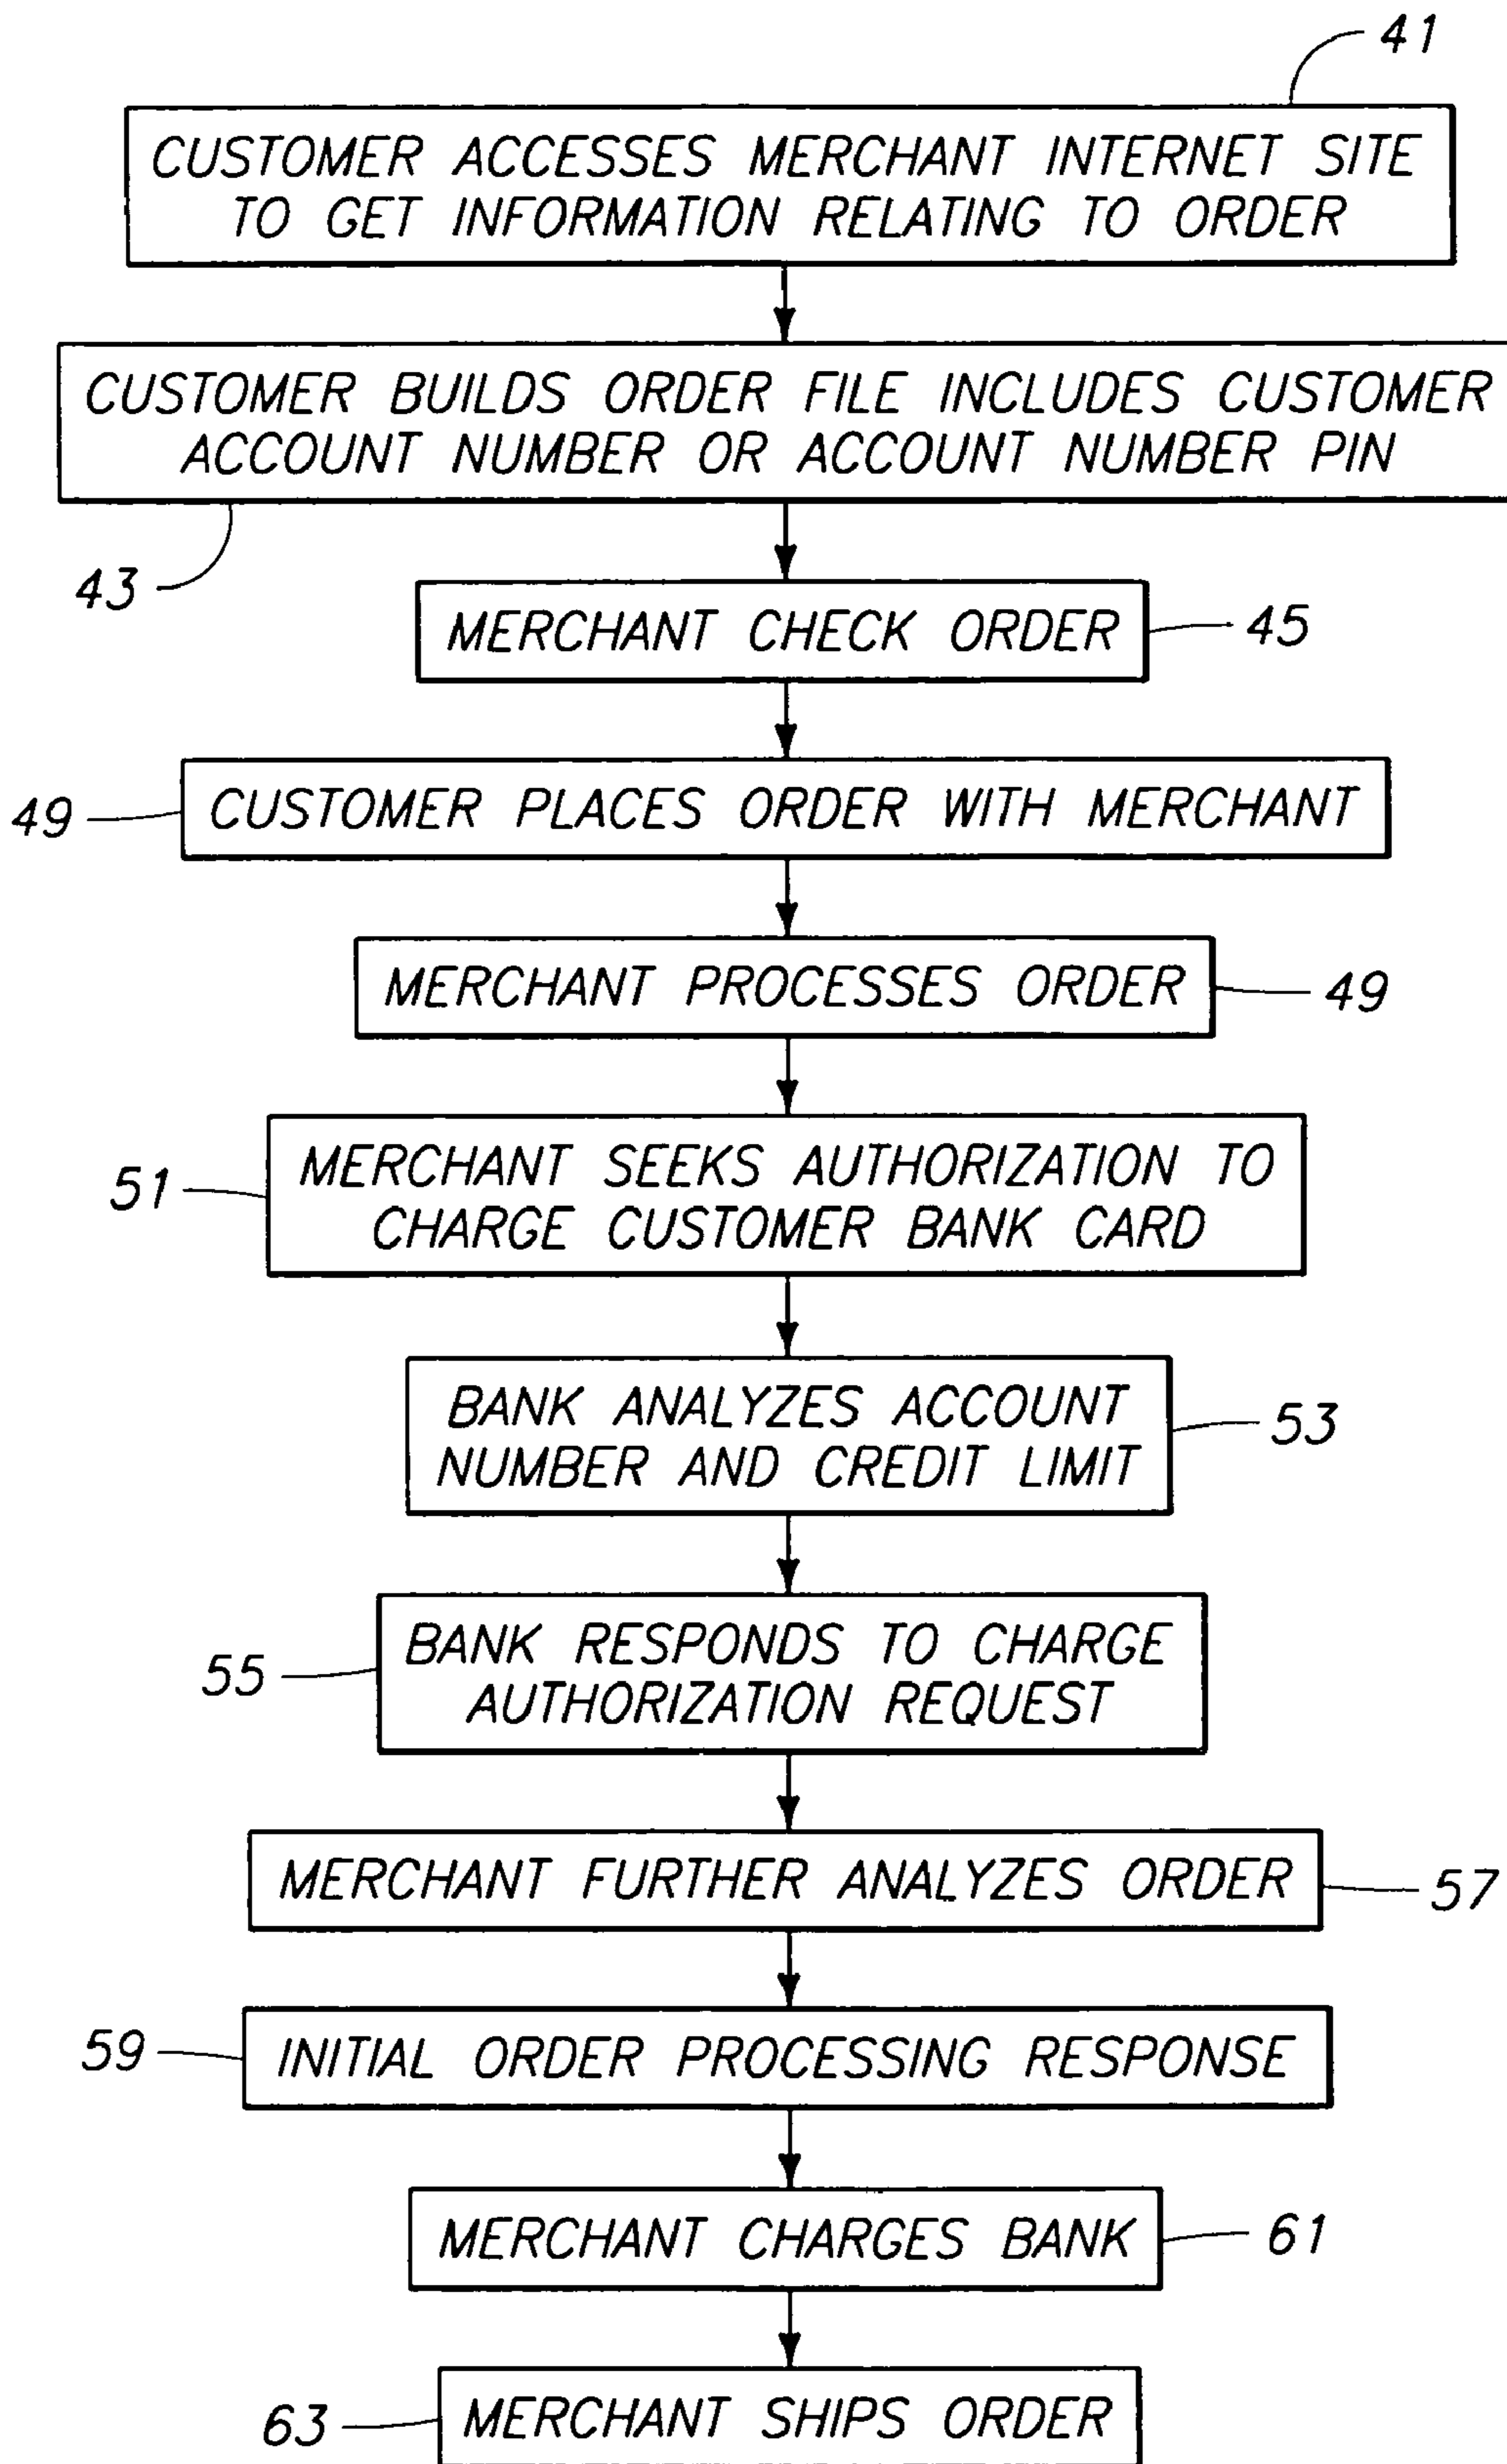 41
CUSTOMER ACCESSES MERCHANT INTERNET SITE
TO GET INFORMATION RELATING TO ORDER
CUSTOMER BUILDS ORDER FILE INCLUDES CUSTOMER
ACCOUNT NUMBER OR ACCOUNT NUMBER PIN
43
MERCHANT CHECK ORDER
45
49
CUSTOMER PLACES ORDER WITH MERCHANT
MERCHANT PROCESSES ORDER
49
51
MERCHANT SEEKS AUTHORIZATION TO
CHARGE CUSTOMER BANK CARD
BANK ANALYZES ACCOUNT
NUMBER AND CREDIT LIMIT
53
55
BANK RESPONDS TO CHARGE
AUTHORIZATION REQUEST
MERCHANT FURTHER ANALYZES ORDER
57
59
INITIAL ORDER PROCESSING RESPONSE
MERCHANT CHARGES BANK
61
63
MERCHANT SHIPS ORDER